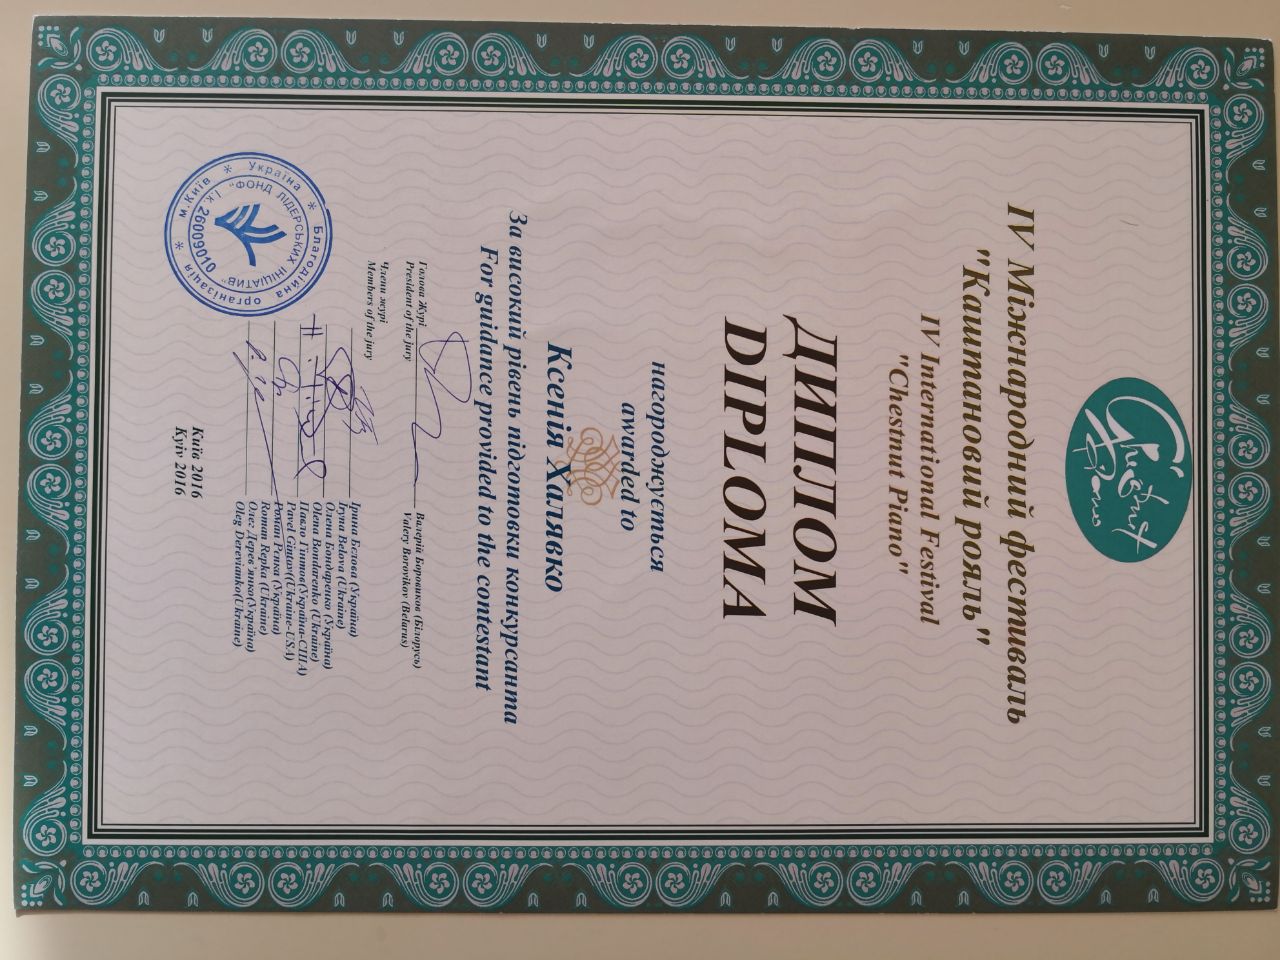 Chestnut
Piano
IV Міжнародний фестиваль
"Каштановий рояль"
IV International Festival
"Chestnut Piano"
ДИПЛОМ
DIPLOMA
нагороджується
awarded to
Ксенія Халявко
За високий рівень підготовки конкурсанта
For guidance provided to the contestant
Голова Журі
President of the jury
Валерій Боровиков (Білорусь)
Valery Borovikov (Belarus)
Члени журі
Members of the jury
Ірина Бєлова (Україна)
Iryna Belova (Ukraine)
Олена Бондаренко (Україна)
Olena Bondarenko (Ukraine)
Павло Гинтов(Україна-США)
Pavel Gintov((Ukraine-USA)
Роман Репка (Україна)
Roman Repka (Ukraine)
Олег Дерев'янко(Україна)
Oleg Derevianko(Ukraine)
Київ 2016
Kyiv 2016
м.Київ * Україна * Благодійна організація *
І.К. 26009010 "ФОНД ЛІДЕРСЬКИХ ІНІЦІАТИВ"